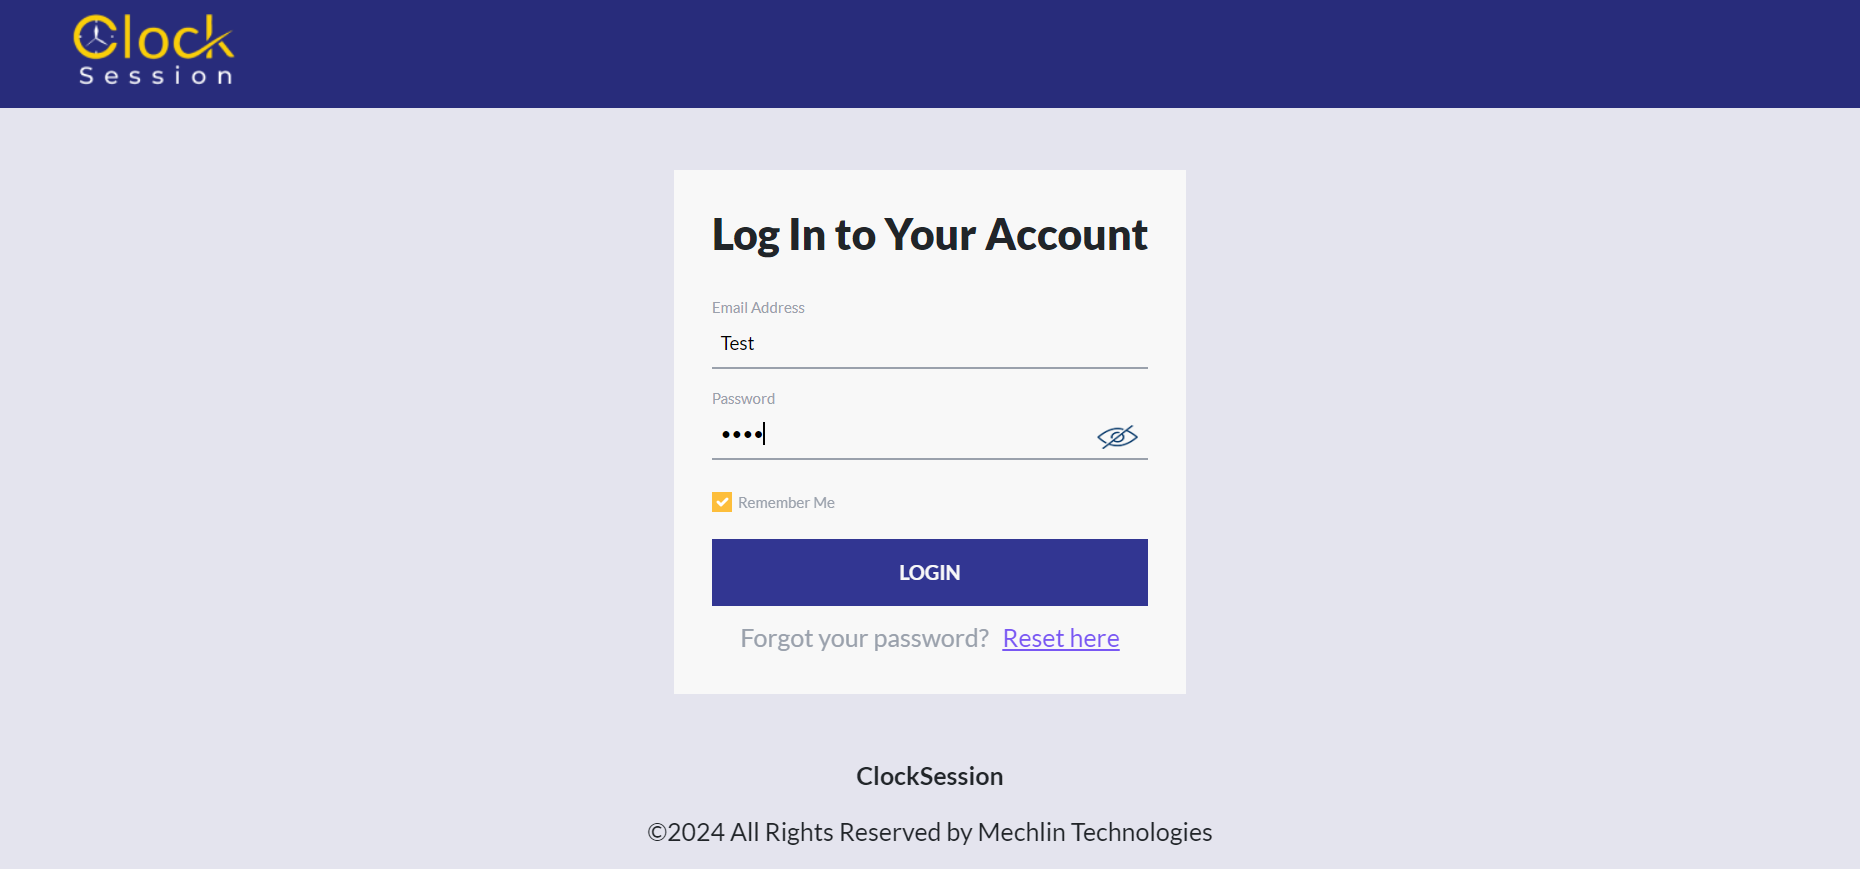 Clock
Session
Log In to Your Account
Email Address
Test
Password
••••
Remember Me
LOGIN
Forgot your password? Reset here
ClockSession
©2024 All Rights Reserved by Mechlin Technologies